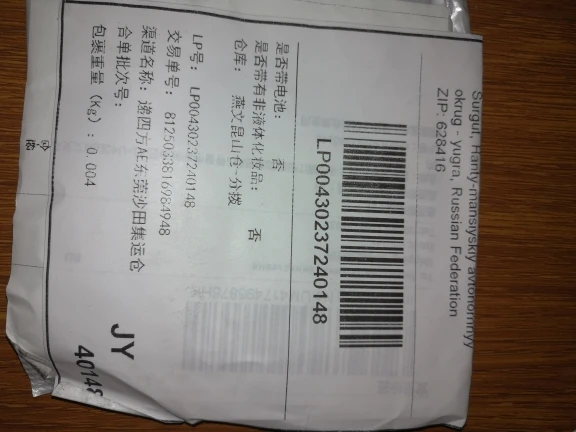 Surgut, Hanty-mansiyskiy avtonomnyy
okrug - yugra, Russian Federation
ZIP: 628416
LP00430237240148
是否带电池: 否
是否带有非液体化妆品: 否
仓库: 燕文昆山仓-分拨
LP号: LP00430237240148
交易单号: 8125033816984948
渠道名称: 递四方AE东莞沙田集运仓
合单批次号:
包裹重量 (Kg) : 0.004
JY
40148